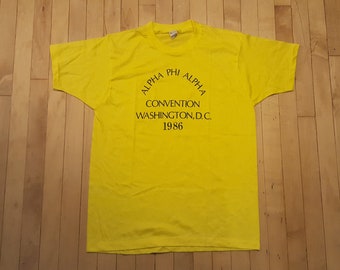 ALPHA PHI ALPHA
CONVENTION
WASHINGTON, D.C.
1986